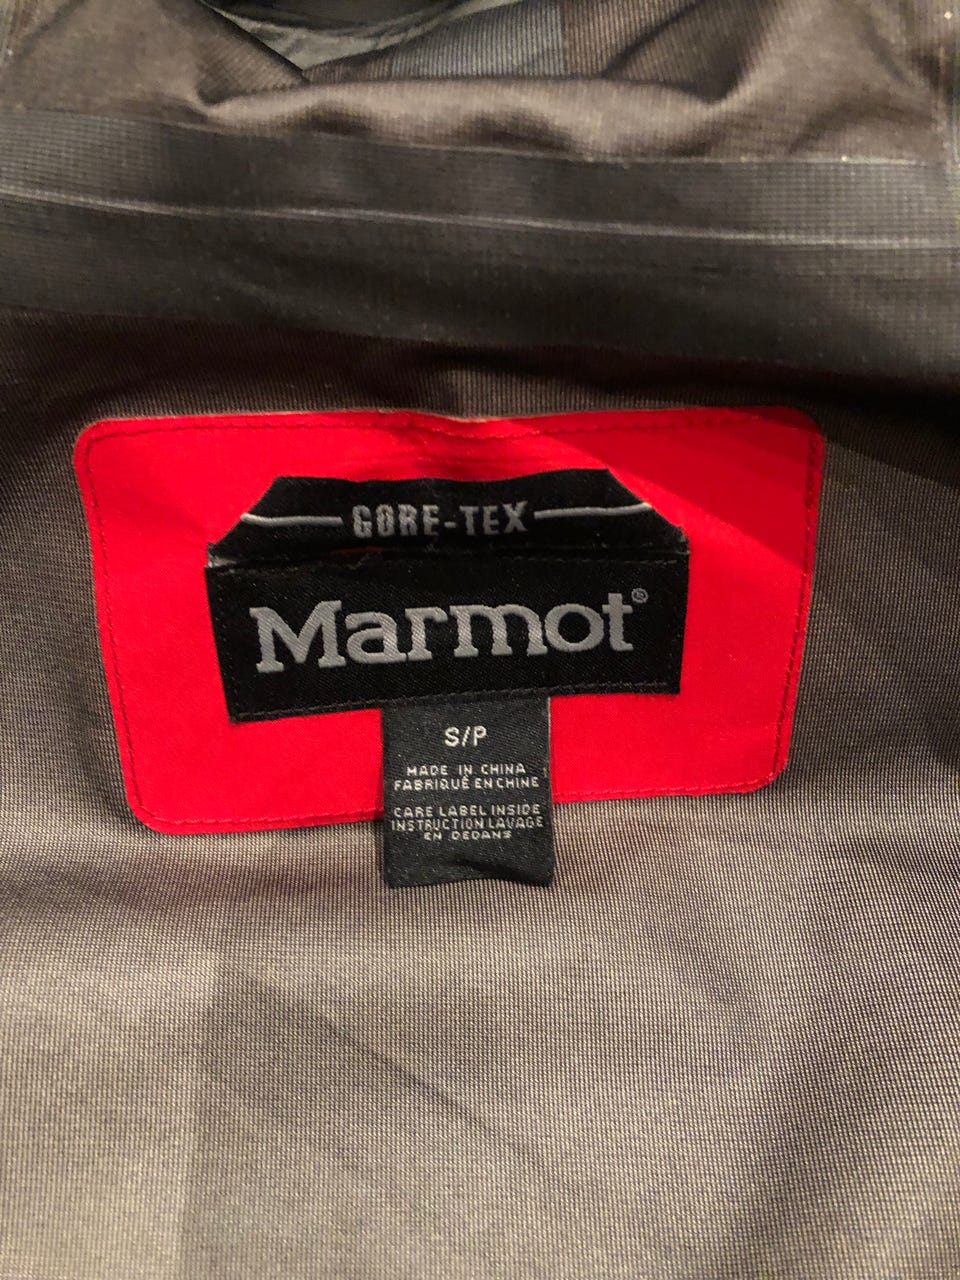 GORE-TEX
Marmot®
S/P
MADE IN CHINA
FABRIQUÉ EN CHINE
CARE LABEL INSIDE
INSTRUCTION LAVAGE
EN DEDANS